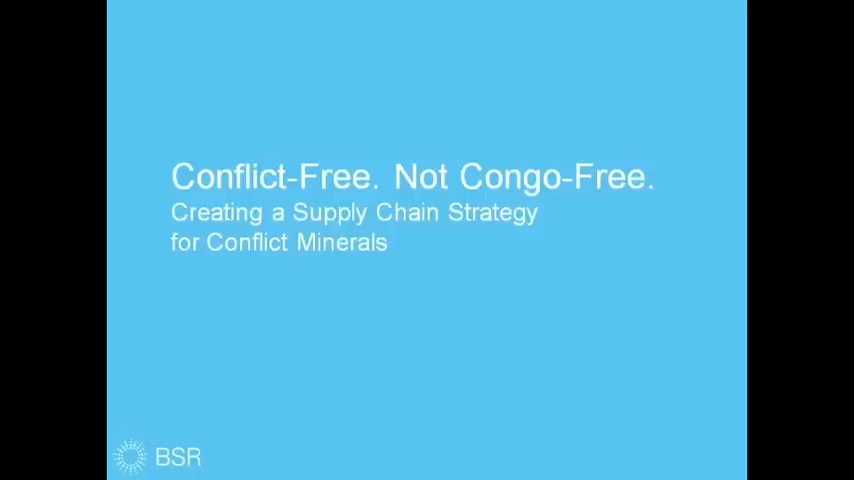 Conflict-Free. Not Congo-Free.
Creating a Supply Chain Strategy
for Conflict Minerals
BSR